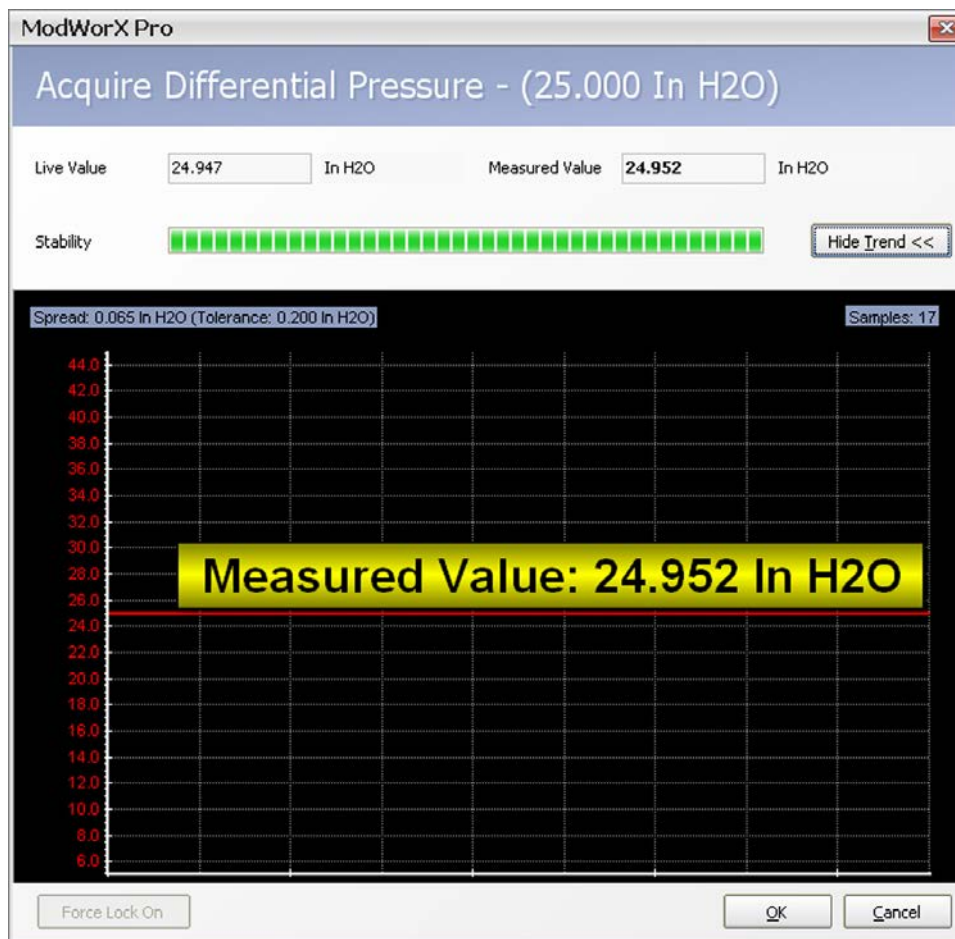 ModWorX Pro
Acquire Differential Pressure - (25.000 In H2O)
Live Value 24.947 In H2O Measured Value 24.952 In H2O
Stability Hide Trend <<
Spread: 0.065 In H2O (Tolerance: 0.200 In H2O) Samples: 17
44.0
42.0
40.0
38.0
36.0
34.0
32.0
30.0
28.0
26.0
24.0
22.0
20.0
18.0
16.0
14.0
12.0
10.0
8.0
6.0
Measured Value: 24.952 In H2O
Force Lock On OK Cancel